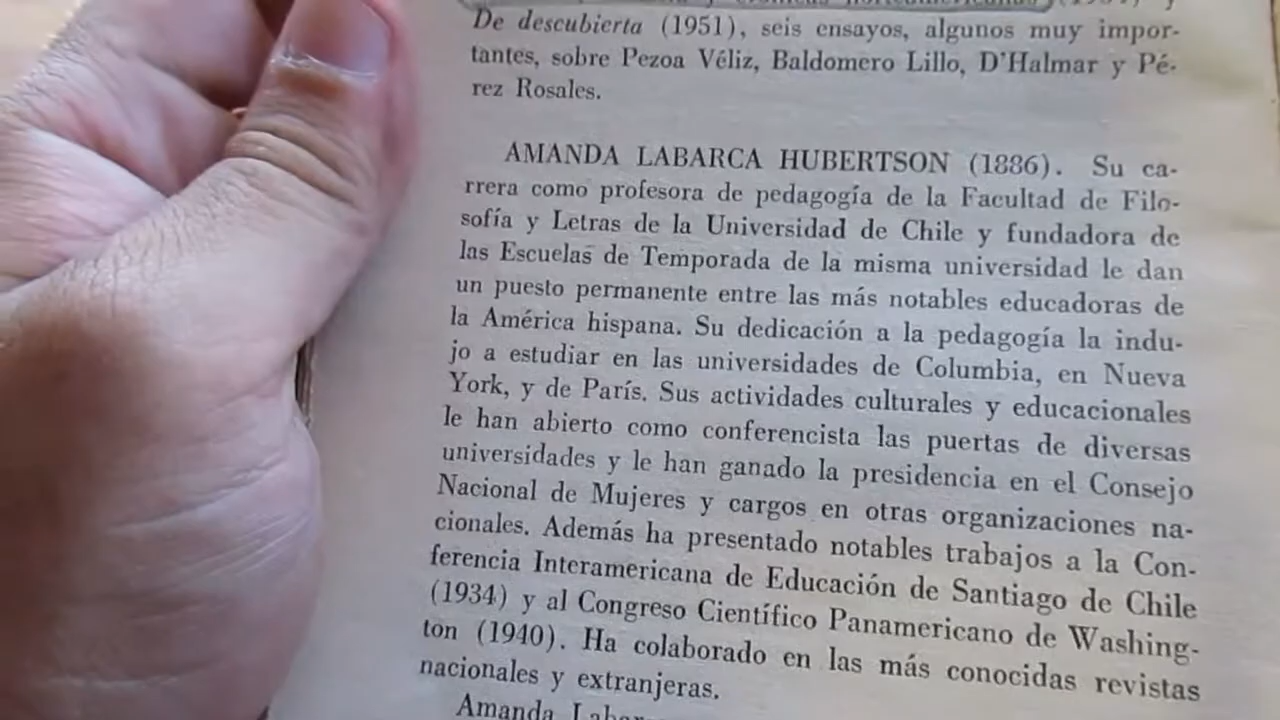 De descubierta (1951), seis ensayos, algunos muy impor-
tantes, sobre Pezoa Véliz, Baldomero Lillo, D'Halmar y Pé-
rez Rosales.
AMANDA LABARCA HUBERTSON (1886). Su ca-
rrera como profesora de pedagogía de la Facultad de Filo-
sofía y Letras de la Universidad de Chile y fundadora de
las Escuelas de Temporada de la misma universidad le dan
un puesto permanente entre las más notables educadoras de
la América hispana. Su dedicación a la pedagogía la indu-
jo a estudiar en las universidades de Columbia, en Nueva
York, y de París. Sus actividades culturales y educacionales
le han abierto como conferencista las puertas de diversas
universidades y le han ganado la presidencia en el Consejo
Nacional de Mujeres y cargos en otras organizaciones na-
cionales. Además ha presentado notables trabajos a la Con-
ferencia Interamericana de Educación de Santiago de Chile
(1934) y al Congreso Científico Panamericano de Washing-
ton (1940). Ha colaborado en las más conocidas revistas
nacionales y extranjeras.
Amanda